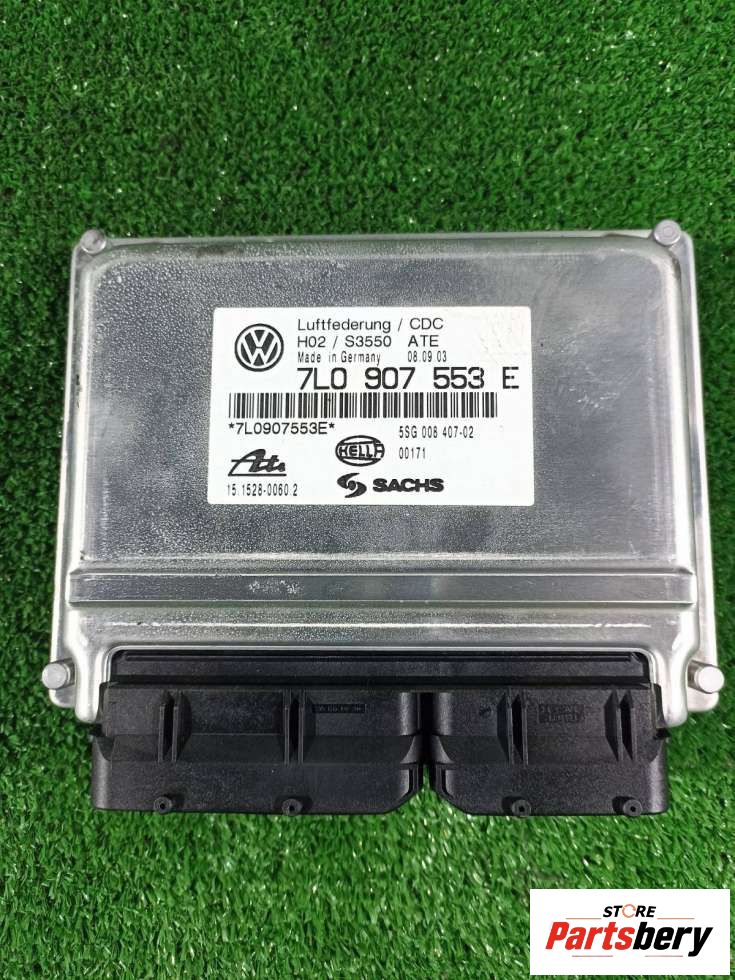 Luftfederung / CDC
H02 / S3550 ATE
Made in Germany 08.09.03
7L0 907 553 E
*7L0907553E*
5SG 008 407-02
HELLA
00171
Ate
15.1528-0060.2
SACHS
STORE
Partsbery